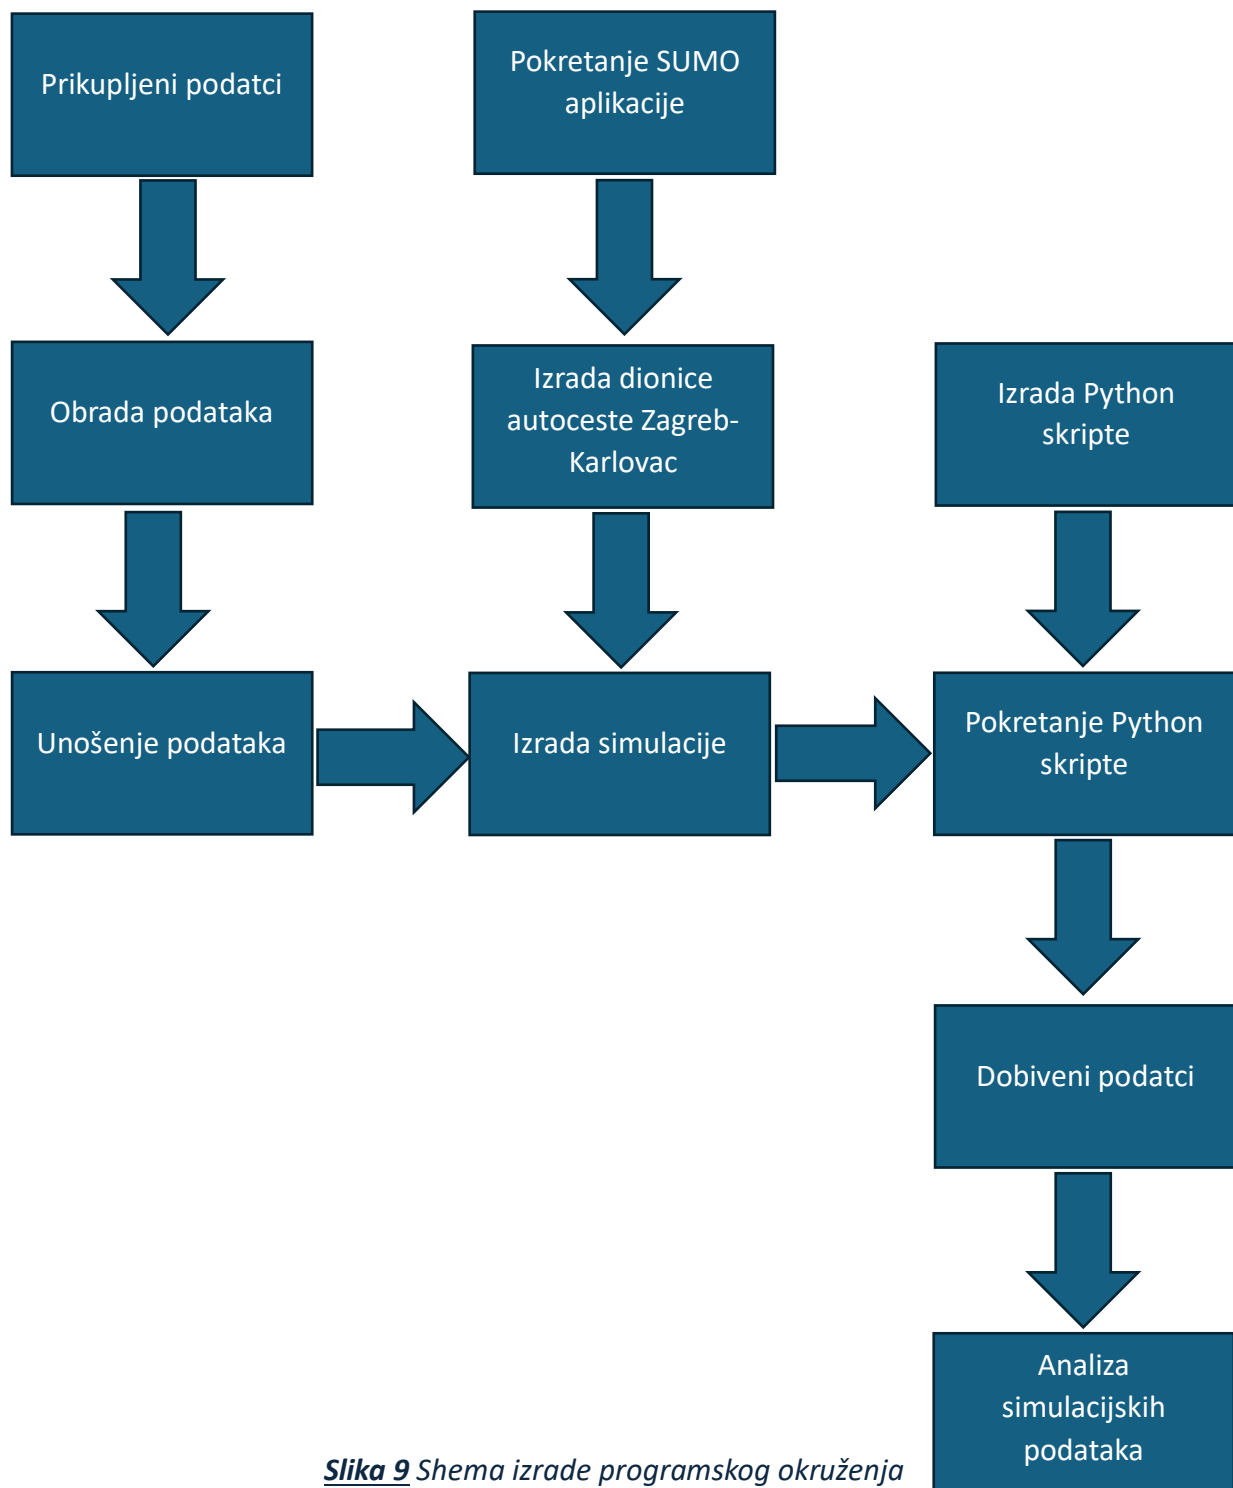 Prikupljeni podatci
Pokretanje SUMO
aplikacije
Obrada podataka
Izrada dionice
autoceste Zagreb-
Karlovac
Izrada Python
skripte
Unošenje podataka
Izrada simulacije
Pokretanje Python
skripte
Dobiveni podatci
Analiza
simulacijskih
podataka
Slika 9 Shema izrade programskog okruženja